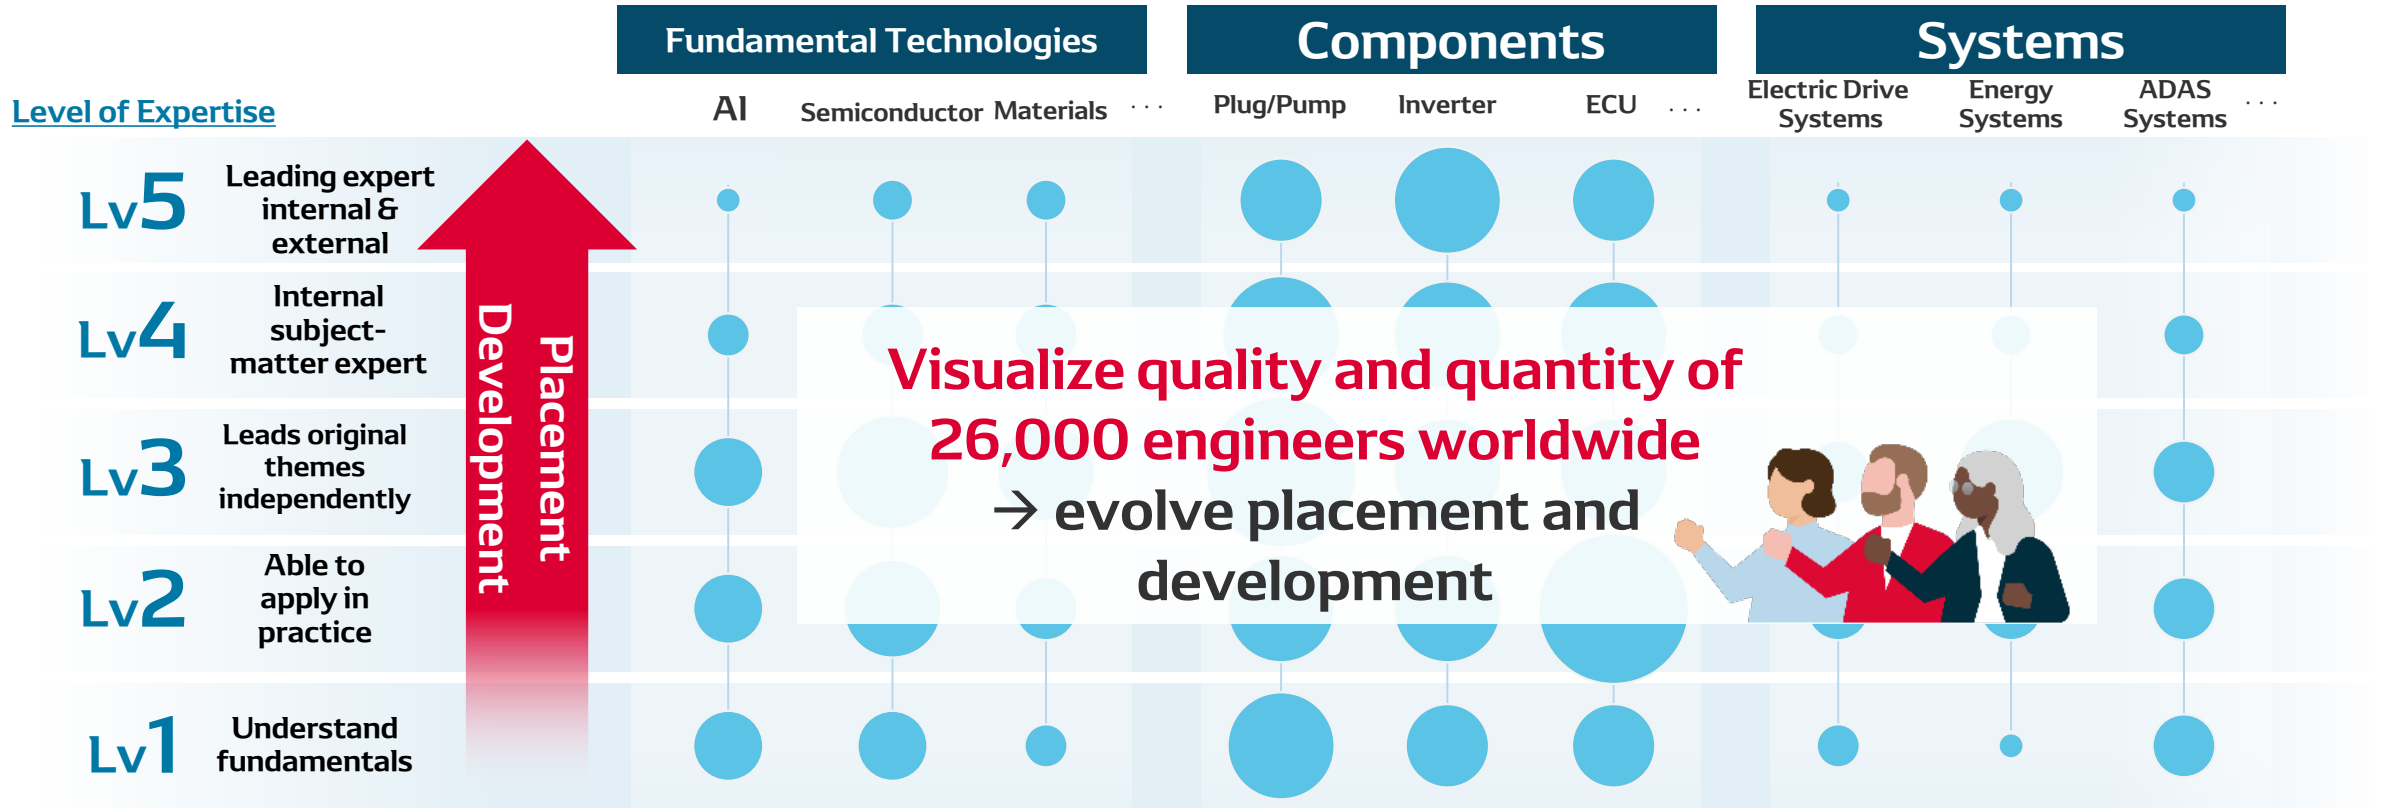 Fundamental Technologies
Components
Systems
Level of Expertise
AI
Semiconductor
Materials
...
Plug/Pump
Inverter
ECU
...
Electric Drive
Systems
Energy
Systems
ADAS
Systems
...
Lv5
Leading expert
internal &
external
Lv4
Internal
subject-
matter expert
Lv3
Leads original
themes
independently
Lv2
Able to
apply in
practice
Lv1
Understand
fundamentals
Placement
Development
Visualize quality and quantity of
26,000 engineers worldwide
→ evolve placement and
development